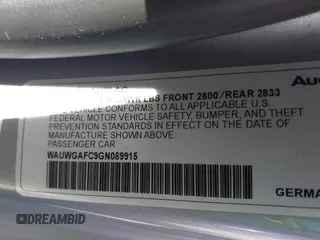 Au
LBS FRONT 2800/REAR 2833
VEHICLE CONFORMS TO ALL APPLICABLE U.S.
FEDERAL MOTOR VEHICLE SAFETY, BUMPER, AND THEFT
PREVENTION STANDARDS IN EFFECT ON THE DATE OF
MANUFACTURE SHOWN ABOVE.
PASSENGER CAR
WAUWGAFC9GN089915
GERMA
DREAMBID